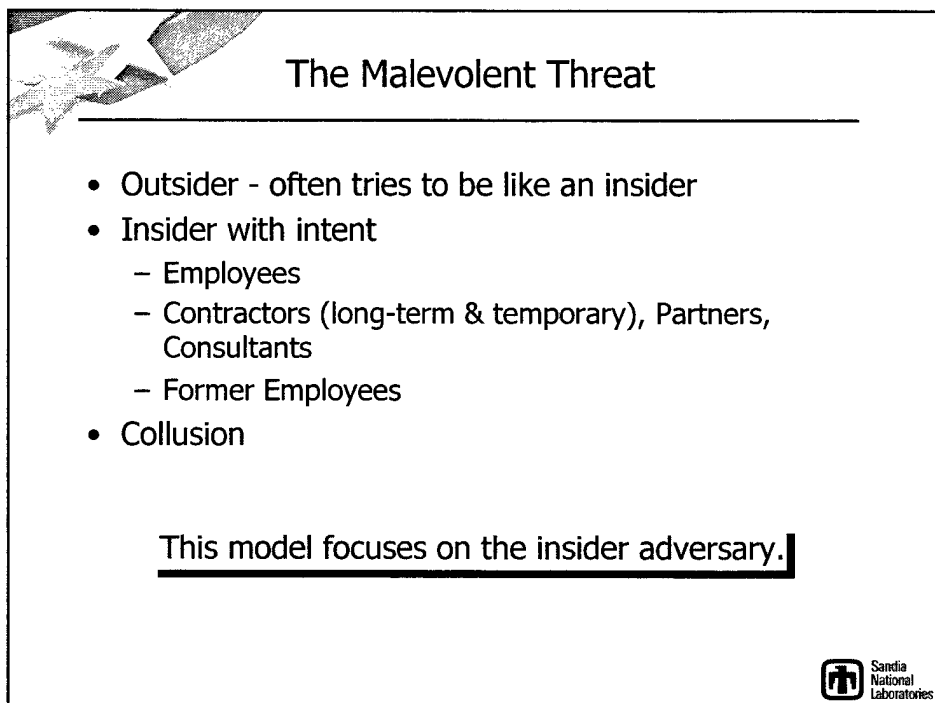 The Malevolent Threat
• Outsider - often tries to be like an insider
• Insider with intent
– Employees
– Contractors (long-term & temporary), Partners,
Consultants
– Former Employees
• Collusion
This model focuses on the insider adversary.
Sandia
National
Laboratories